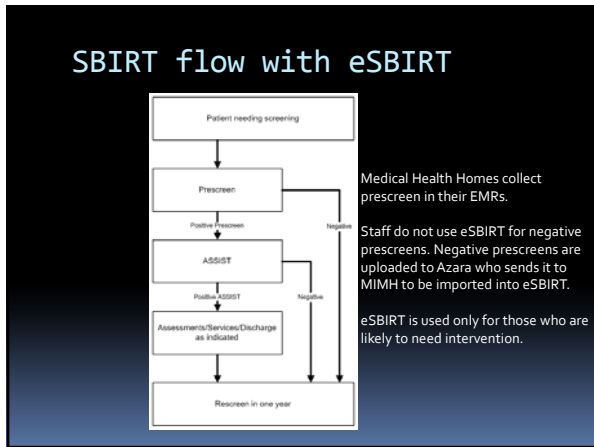 SBIRT flow with eSBIRT
Patient needing screening
Prescreen
Positive Prescreen
Negative
ASSIST
Positive ASSIST
Negative
Assessments/Services/Discharge
as indicated
Rescreen in one year
Medical Health Homes collect
prescreen in their EMRs.
Staff do not use eSBIRT for negative
prescreens. Negative prescreens are
uploaded to Azara who sends it to
MIMH to be imported into eSBIRT.
eSBIRT is used only for those who are
likely to need intervention.